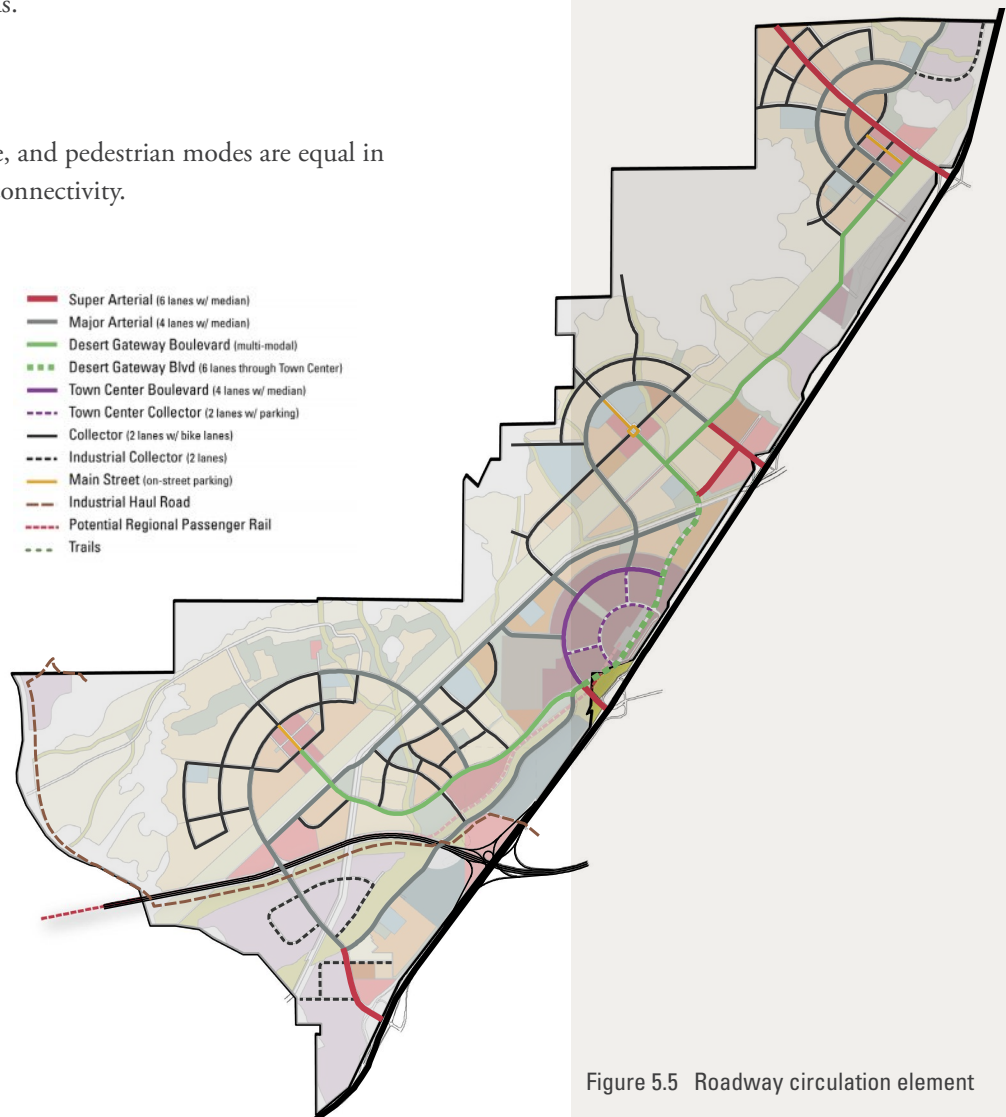 s.
e, and pedestrian modes are equal in
onnectivity.
Super Arterial (6 lanes w/ median)
Major Arterial (4 lanes w/ median)
Desert Gateway Boulevard (multi-modal)
Desert Gateway Blvd (6 lanes through Town Center)
Town Center Boulevard (4 lanes w/ median)
Town Center Collector (2 lanes w/ parking)
Collector (2 lanes w/ bike lanes)
Industrial Collector (2 lanes)
Main Street (on-street parking)
Industrial Haul Road
Potential Regional Passenger Rail
Trails
Figure 5.5 Roadway circulation element